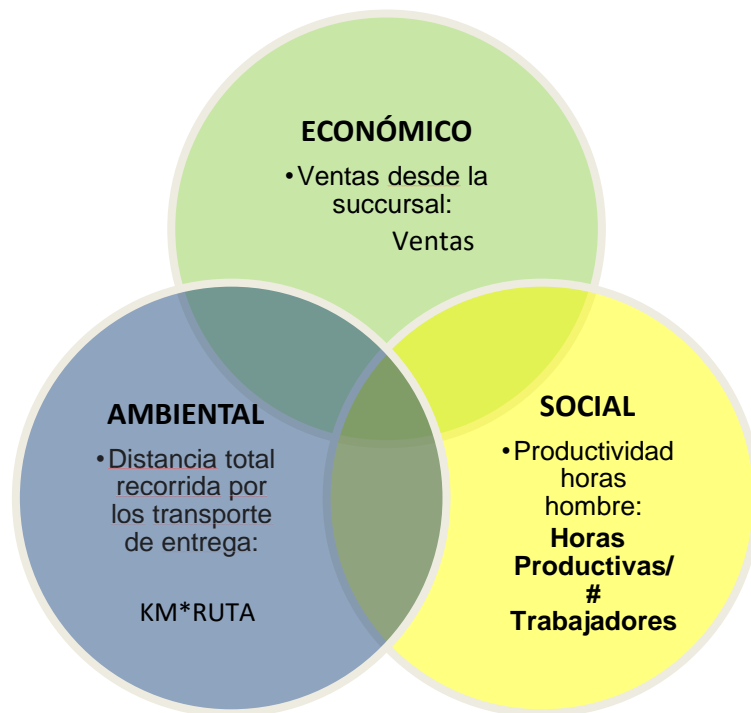 ECONÓMICO
•Ventas desde la
succursal:
Ventas
AMBIENTAL
•Distancia total
recorrida por
los transporte
de entrega:
KM*RUTA
SOCIAL
•Productividad
horas
hombre:
Horas
Productivas/
#
Trabajadores